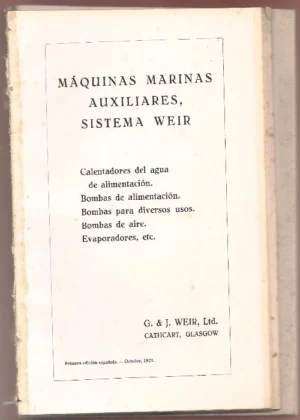 MÁQUINAS MARINAS
AUXILIARES,
SISTEMA WEIR
Calentadores del agua
de alimentación.
Bombas de alimentación.
Bombas para diversos usos.
Bombas de aire.
Evaporadores, etc.
G. & J. WEIR, Ltd.
CATHCART, GLASGOW
Primera edición española. — Octubre,